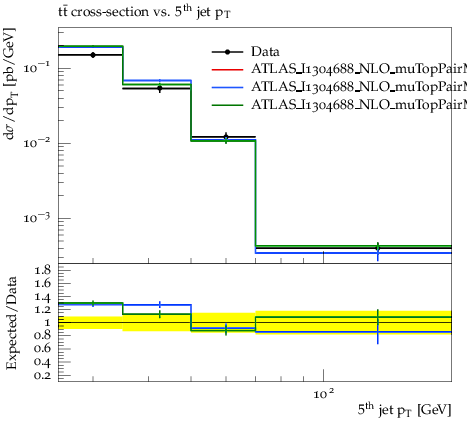 tt̄ cross-section vs. 5th jet pT
dσ/dpT [pb/GeV]
Data
ATLAS_I1304688_NLO_muTopPairM
ATLAS_I1304688_NLO_muTopPairM
ATLAS_I1304688_NLO_muTopPairM
10−1
10−2
10−3
Expected/Data
1.8
1.6
1.4
1.2
1
0.8
0.6
0.4
0.2
10 2
5th jet pT [GeV]